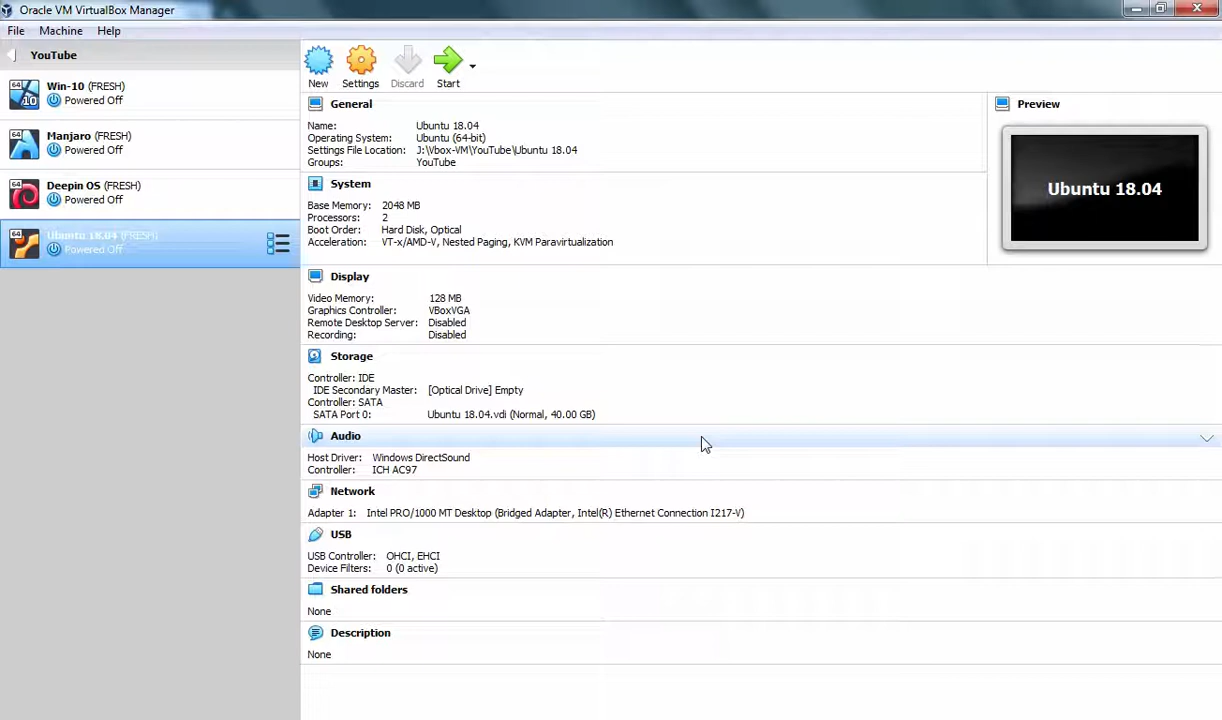 Oracle VM VirtualBox Manager
File Machine Help
YouTube
Win-10 (FRESH)
Powered Off
Manjaro (FRESH)
Powered Off
Deepin OS (FRESH)
Powered Off
Ubuntu 18.04 (FRESH)
Powered Off
New Settings Discard Start
General
Name: Ubuntu 18.04
Operating System: Ubuntu (64-bit)
Settings File Location: J:\Vbox-VM\YouTube\Ubuntu 18.04
Groups: YouTube
Preview
Ubuntu 18.04
System
Base Memory: 2048 MB
Processors: 2
Boot Order: Hard Disk, Optical
Acceleration: VT-x/AMD-V, Nested Paging, KVM Paravirtualization
Display
Video Memory: 128 MB
Graphics Controller: VBoxVGA
Remote Desktop Server: Disabled
Recording: Disabled
Storage
Controller: IDE
IDE Secondary Master: [Optical Drive] Empty
Controller: SATA
SATA Port 0: Ubuntu 18.04.vdi (Normal, 40.00 GB)
Audio
Host Driver: Windows DirectSound
Controller: ICH AC97
Network
Adapter 1: Intel PRO/1000 MT Desktop (Bridged Adapter, Intel(R) Ethernet Connection I217-V)
USB
USB Controller: OHCI, EHCI
Device Filters: 0 (0 active)
Shared folders
None
Description
None